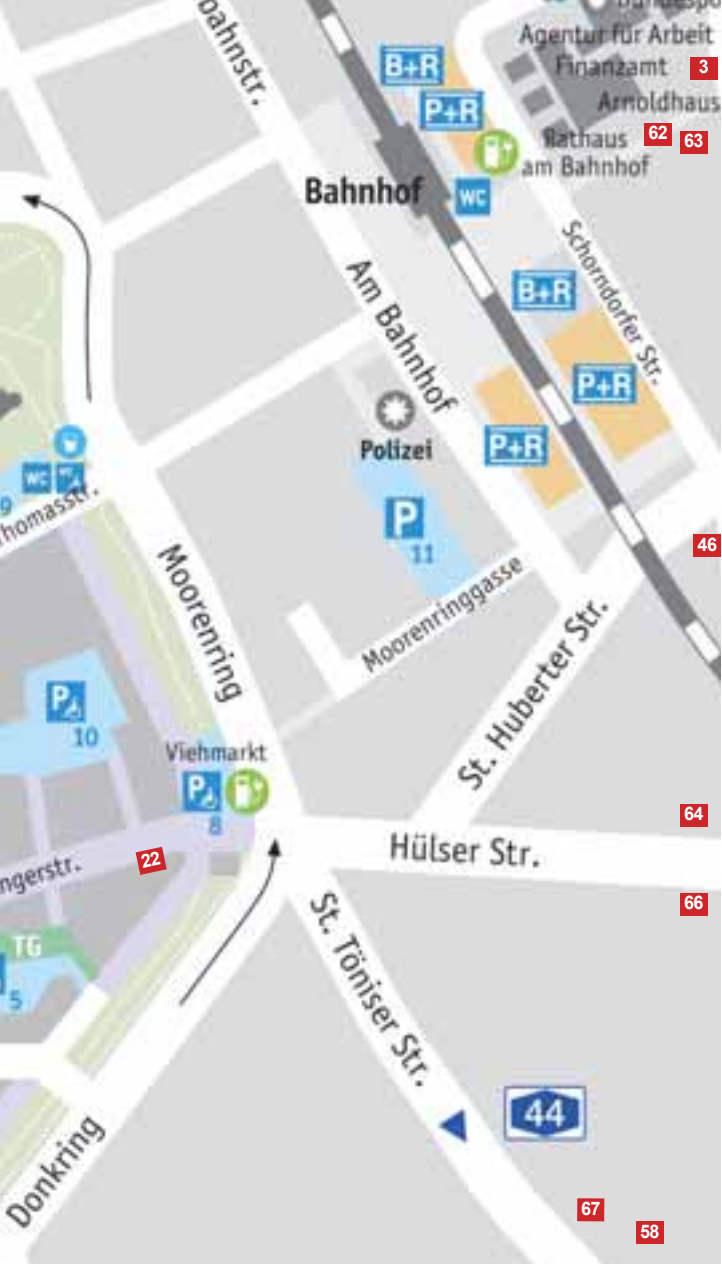 Agentur für Arbeit
B+R
Finanzamt
3
P+R
Arnoldhaus
Rathaus
62
63
am Bahnhof
Bahnhof
WC
Schorndorfer Str.
B+R
Am Bahnhof
P+R
Polizei
P+R
WC
9
P
11
46
Moorenring
Moorenringgasse
St. Huberter Str.
P
10
Viehmarkt
P
8
64
Hülser Str.
22
66
St. Töniser Str.
TG
5
44
Donkring
67
58